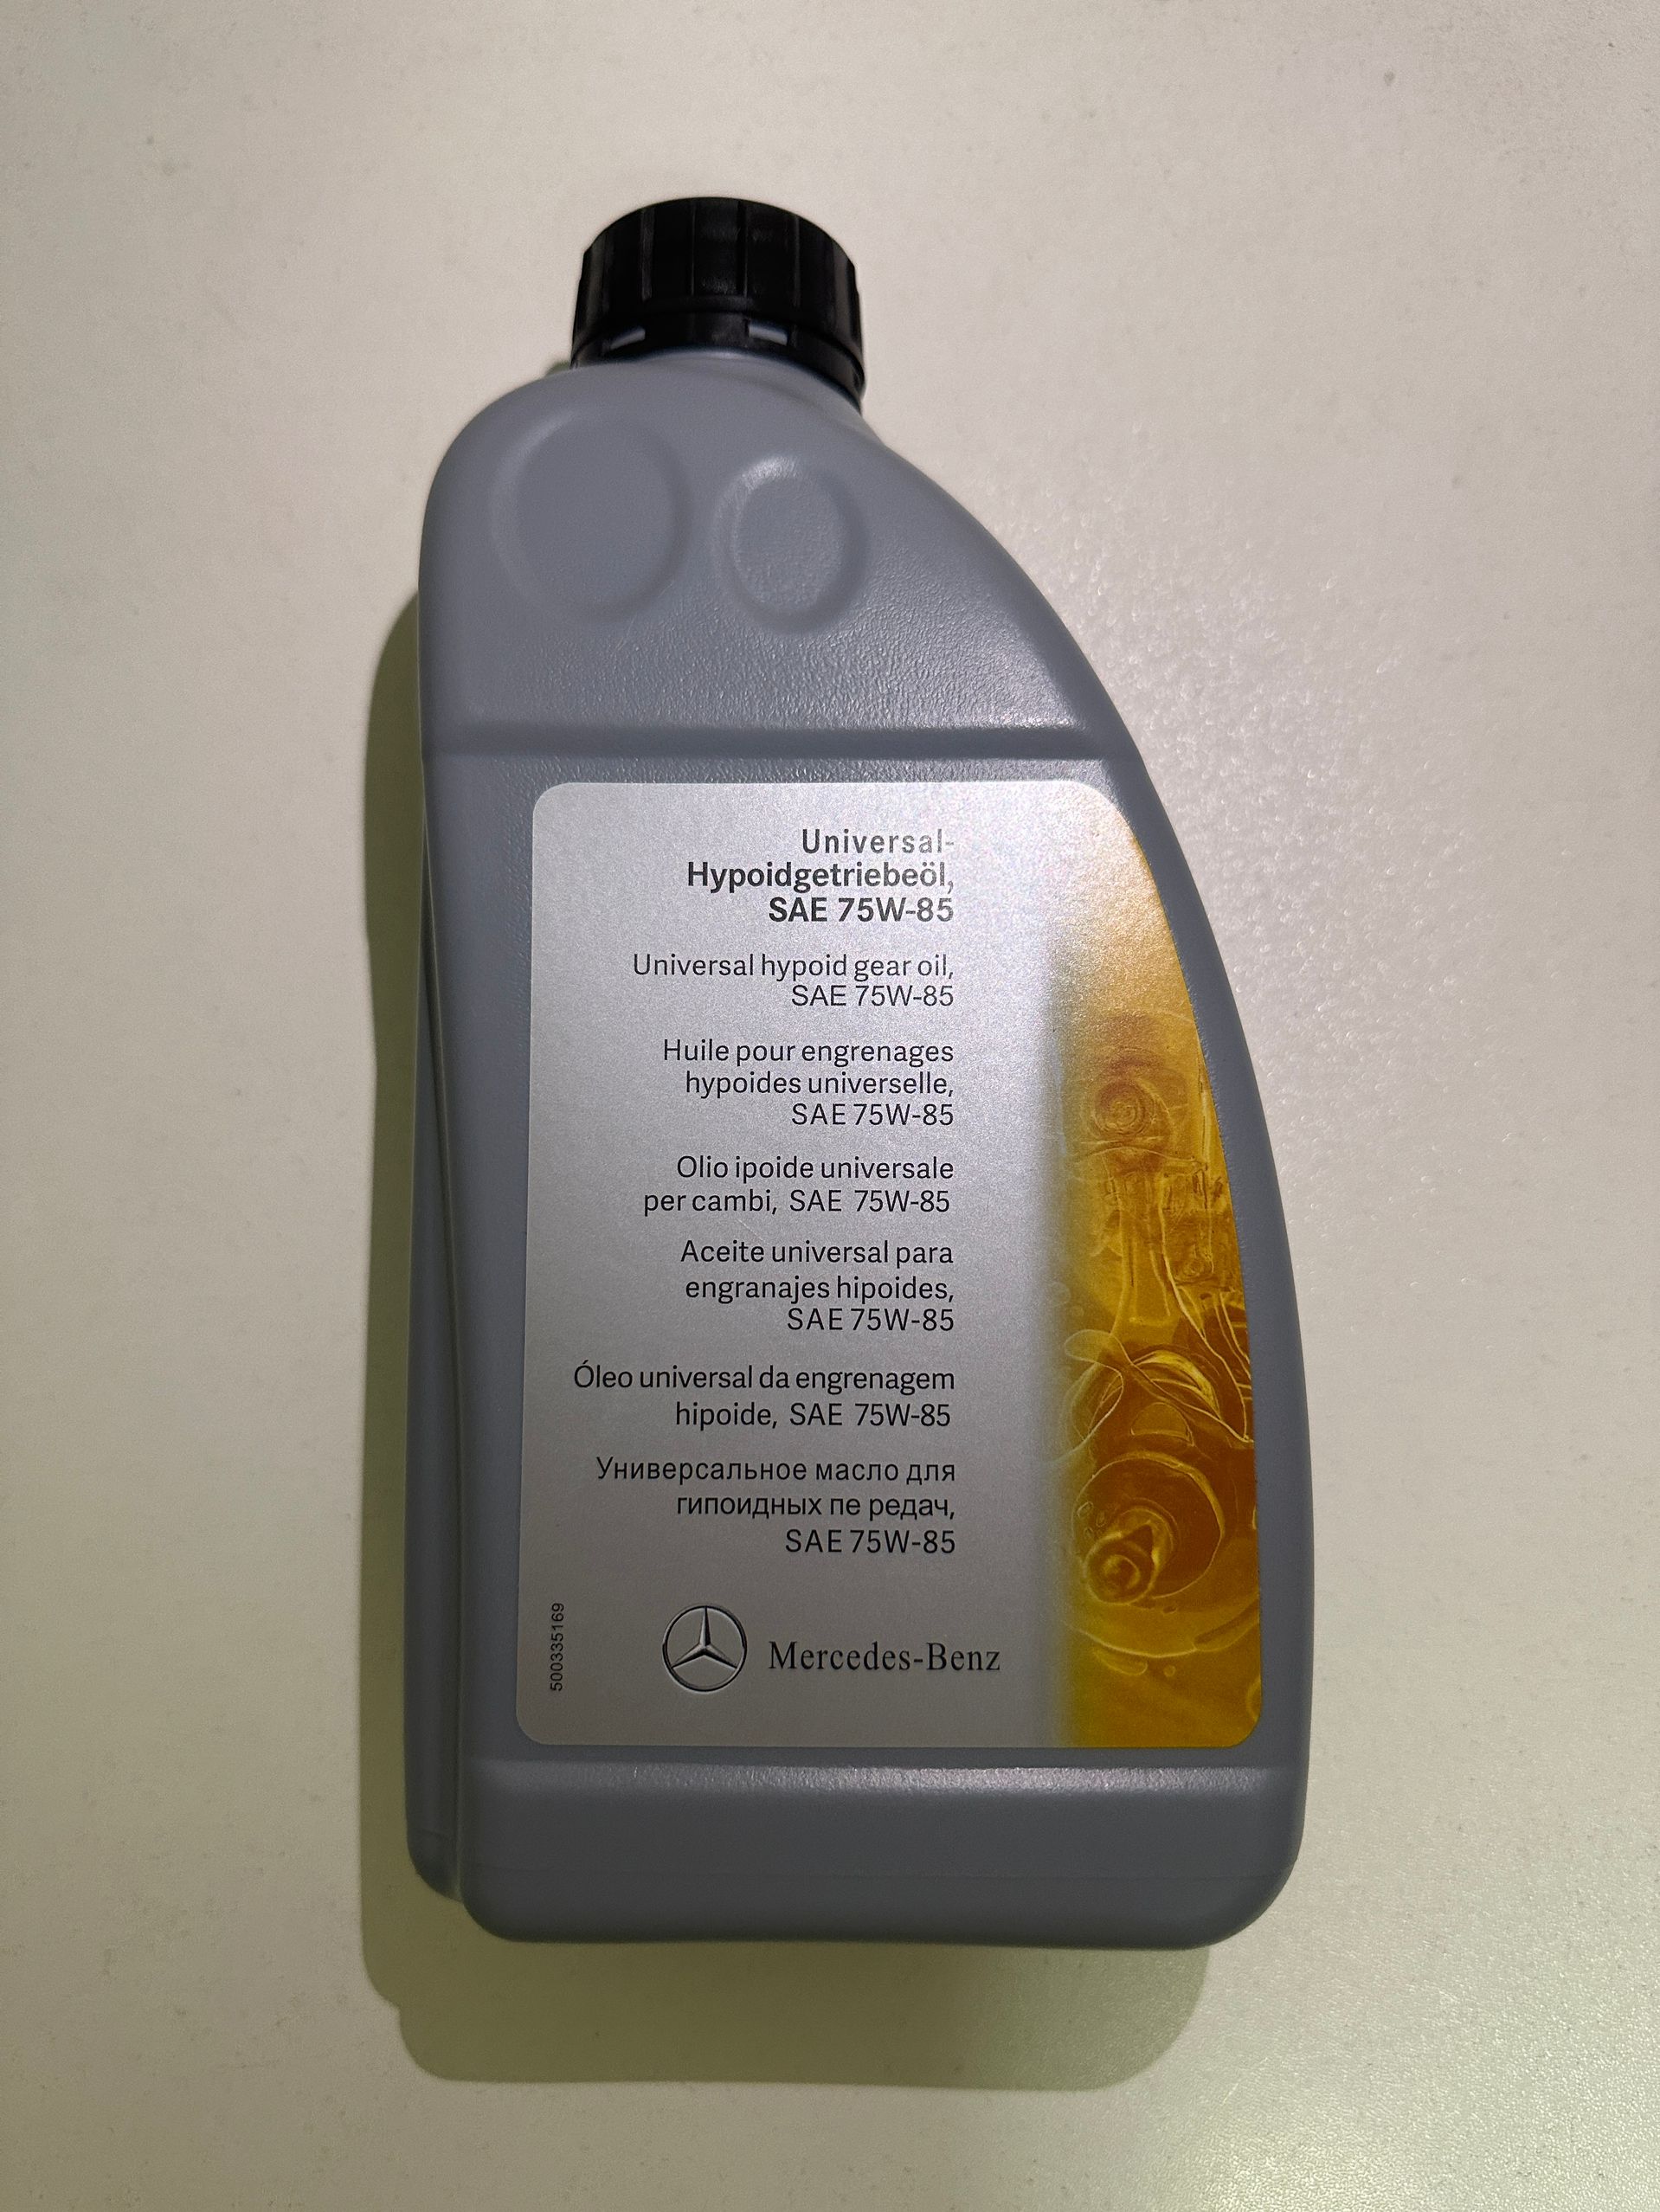 Universal-
Hypoidgetriebeöl,
SAE 75W-85
Universal hypoid gear oil,
SAE 75W-85
Huile pour engrenages
hypoides universelle,
SAE 75W-85
Olio ipoide universale
per cambi, SAE 75W-85
Aceite universal para
engranajes hipoides,
SAE 75W-85
Óleo universal da engrenagem
hipoide, SAE 75W-85
Универсальное масло для
гипоидных пе редач,
SAE 75W-85
500335169
Mercedes-Benz